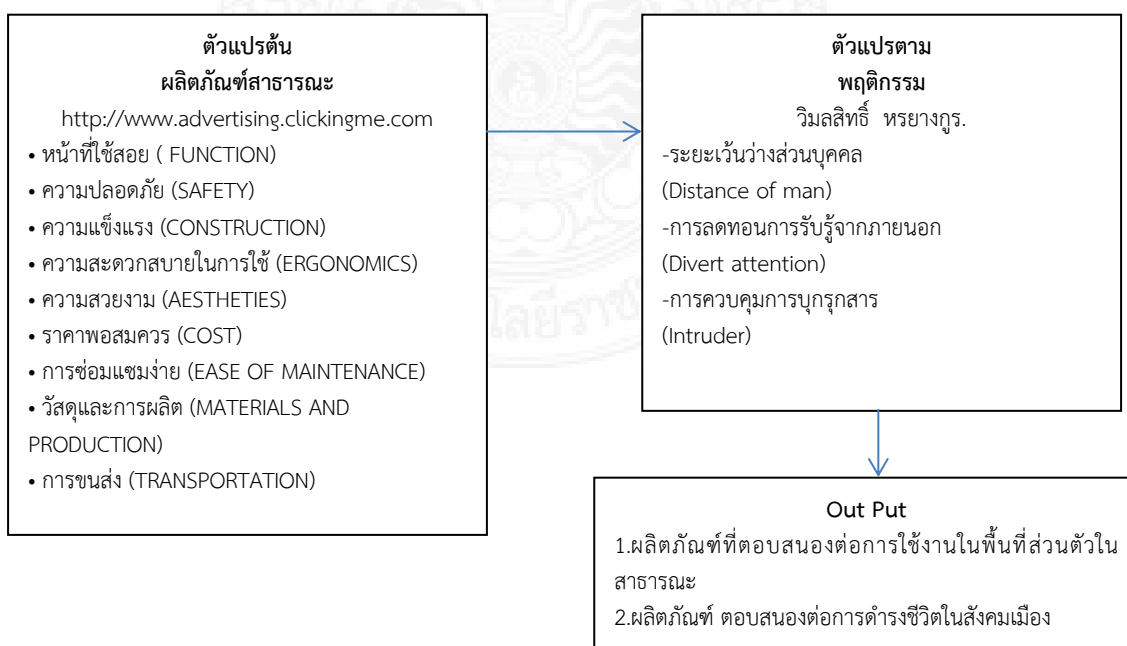 ตัวแปรต้น
ผลิตภัณฑ์สาธารณะ
http://www.advertising.clickingme.com
• หน้าที่ใช้สอย ( FUNCTION)
• ความปลอดภัย (SAFETY)
• ความแข็งแรง (CONSTRUCTION)
• ความสะดวกสบายในการใช้ (ERGONOMICS)
• ความสวยงาม (AESTHETIES)
• ราคาพอสมควร (COST)
• การซ่อมแซมง่าย (EASE OF MAINTENANCE)
• วัสดุและการผลิต (MATERIALS AND
PRODUCTION)
• การขนส่ง (TRANSPORTATION)
ตัวแปรตาม
พฤติกรรม
วิมลสิทธิ์ หรยางกูร.
-ระยะเว้นว่างส่วนบุคคล
(Distance of man)
-การลดทอนการรับรู้จากภายนอก
(Divert attention)
-การควบคุมการบุกรุกสาร
(Intruder)
Out Put
1.ผลิตภัณฑ์ที่ตอบสนองต่อการใช้งานในพื้นที่ส่วนตัวใน
สาธารณะ
2.ผลิตภัณฑ์ ตอบสนองต่อการดำรงชีวิตในสังคมเมือง